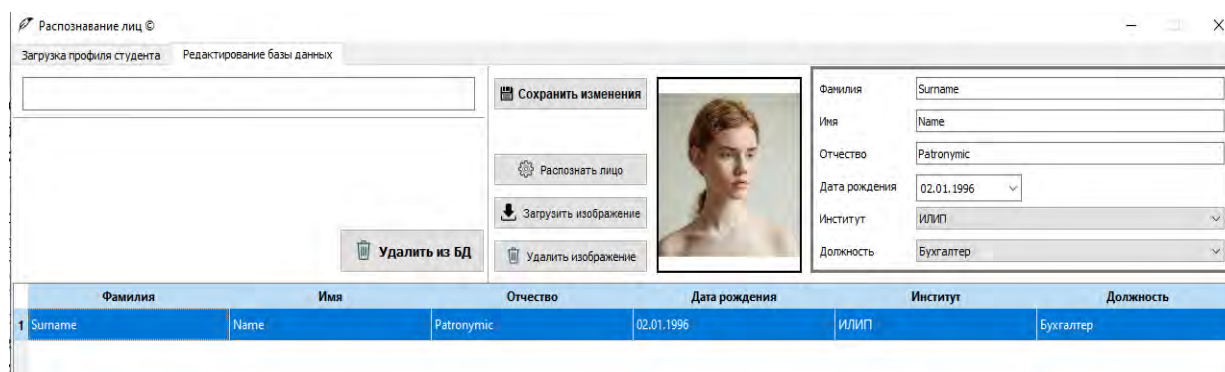 Распознавание лиц ©
Загрузка профиля студента Редактирование базы данных
Сохранить изменения
Распознать лицо
Загрузить изображение
Удалить изображение
Удалить из БД
Фамилия Surname
Имя Name
Отчество Patronymic
Дата рождения 02.01.1996
Институт ИЛИП
Должность Бухгалтер
Фамилия Имя Отчество Дата рождения Институт Должность
1 Surname Name Patronymic 02.01.1996 ИЛИП Бухгалтер